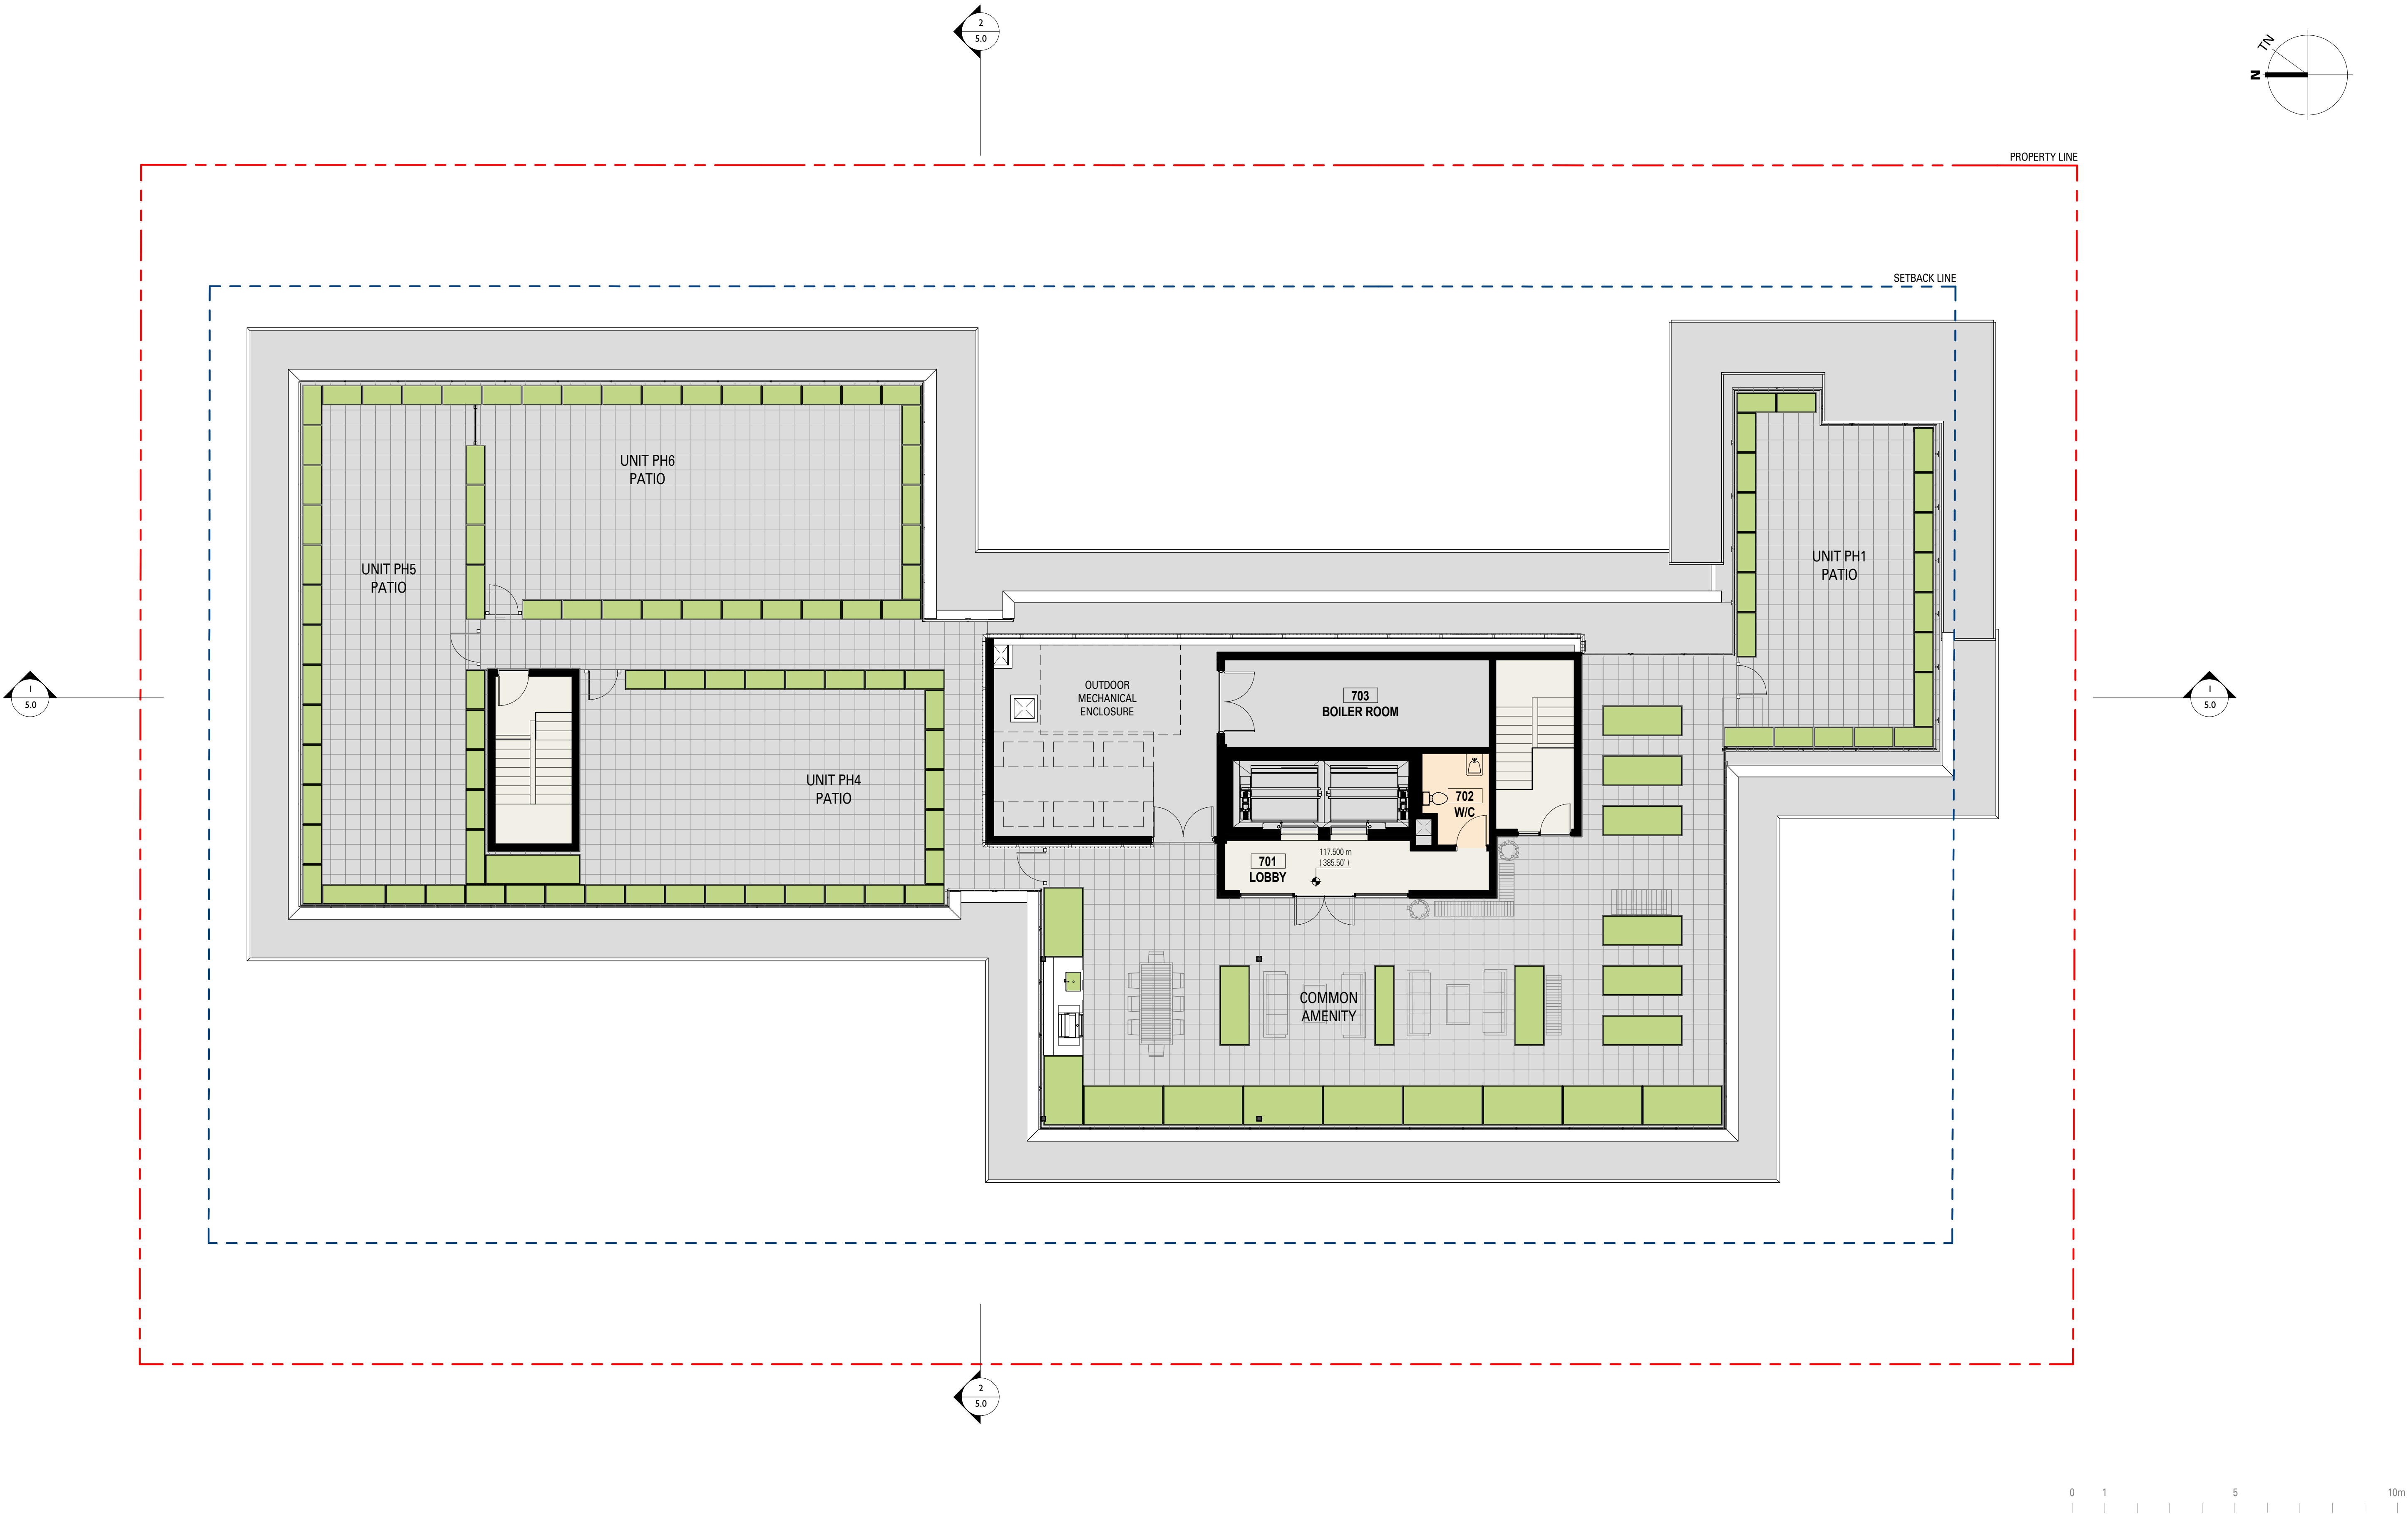 2
5.0
TN
N
PROPERTY LINE
SETBACK LINE
UNIT PH6
PATIO
UNIT PH5
PATIO
UNIT PH1
PATIO
OUTDOOR
MECHANICAL
ENCLOSURE
703
BOILER ROOM
1
5.0
1
5.0
UNIT PH4
PATIO
702
W/C
117.500 m
( 385.50' )
701
LOBBY
COMMON
AMENITY
2
5.0
0 1 5 10m